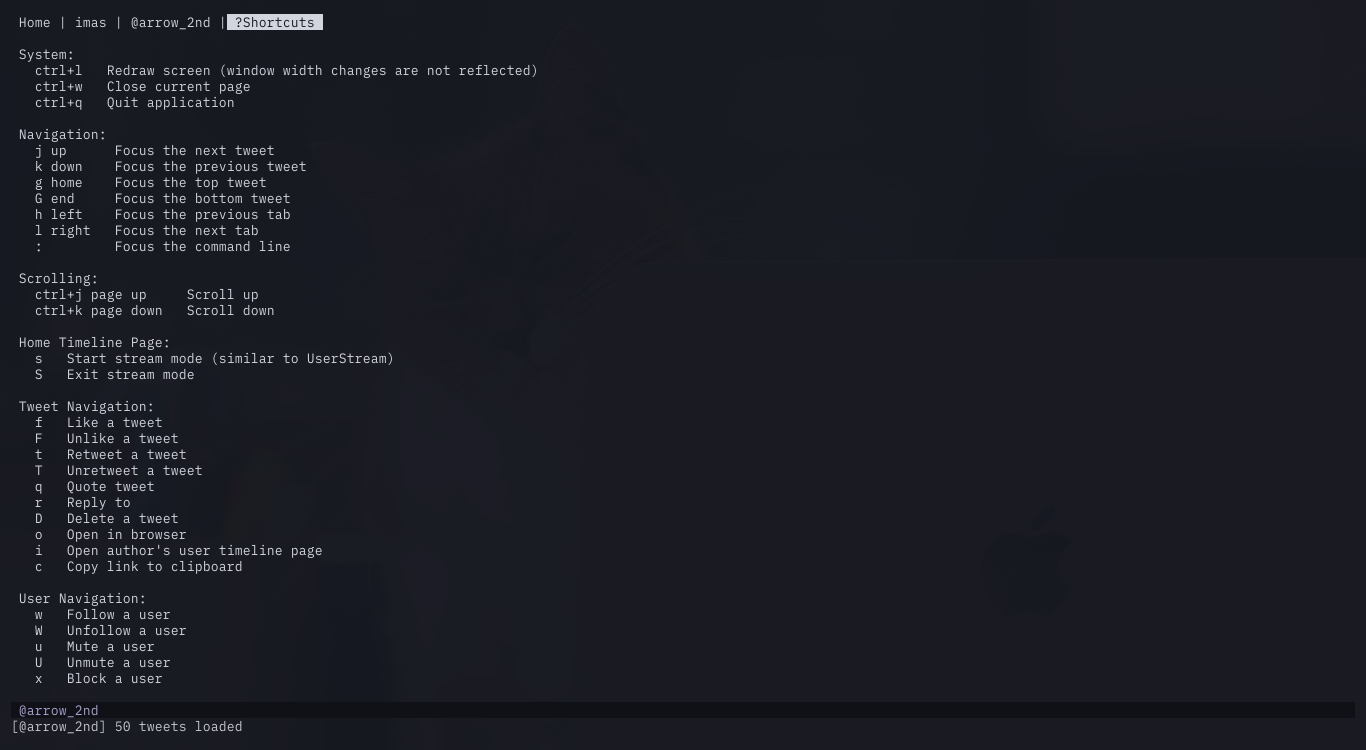 Home | imas | @arrow_2nd | ?Shortcuts
System:
ctrl+l Redraw screen (window width changes are not reflected)
ctrl+w Close current page
ctrl+q Quit application
Navigation:
j up Focus the next tweet
k down Focus the previous tweet
g home Focus the top tweet
G end Focus the bottom tweet
h left Focus the previous tab
l right Focus the next tab
: Focus the command line
Scrolling:
ctrl+j page up Scroll up
ctrl+k page down Scroll down
Home Timeline Page:
s Start stream mode (similar to UserStream)
S Exit stream mode
Tweet Navigation:
f Like a tweet
F Unlike a tweet
t Retweet a tweet
T Unretweet a tweet
q Quote tweet
r Reply to
D Delete a tweet
o Open in browser
i Open author's user timeline page
c Copy link to clipboard
User Navigation:
w Follow a user
W Unfollow a user
u Mute a user
U Unmute a user
x Block a user
@arrow_2nd
[@arrow_2nd] 50 tweets loaded